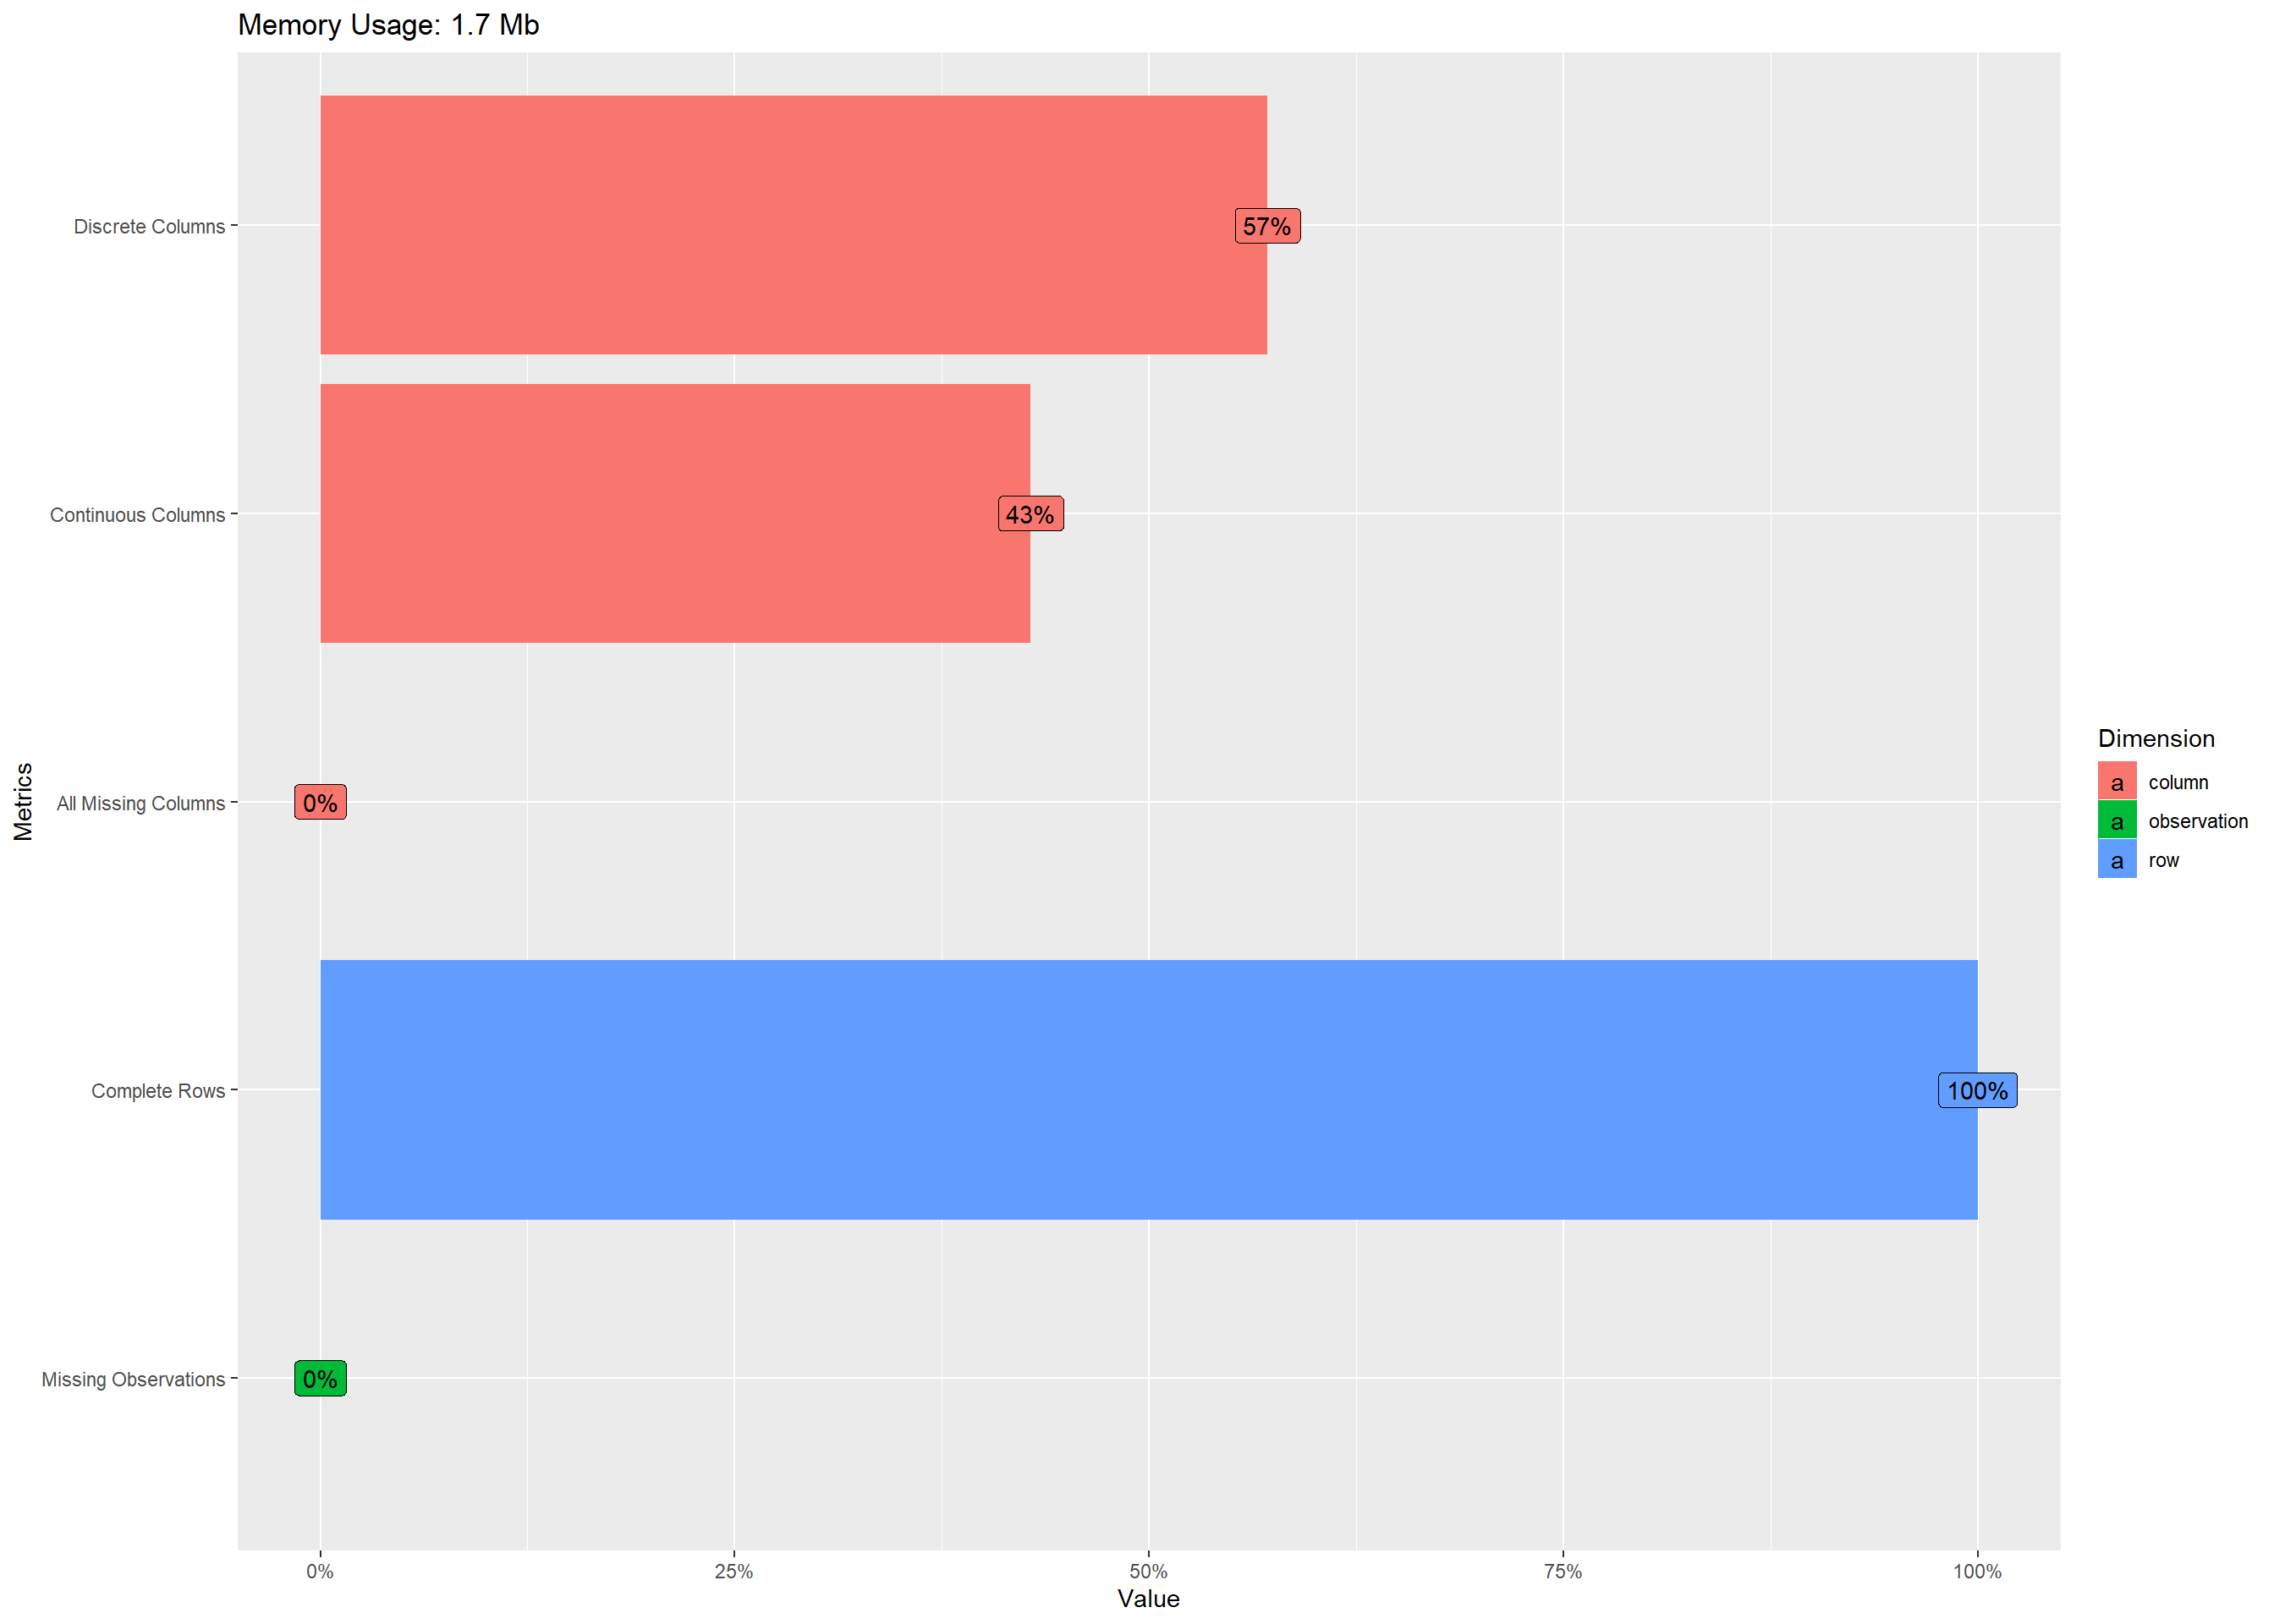 Memory Usage: 1.7 Mb
Metrics
Discrete Columns
57%
Continuous Columns
43%
All Missing Columns
0%
Complete Rows
100%
Missing Observations
0%
0% 25% 50% 75% 100%
Value
Dimension
a column
a observation
a row